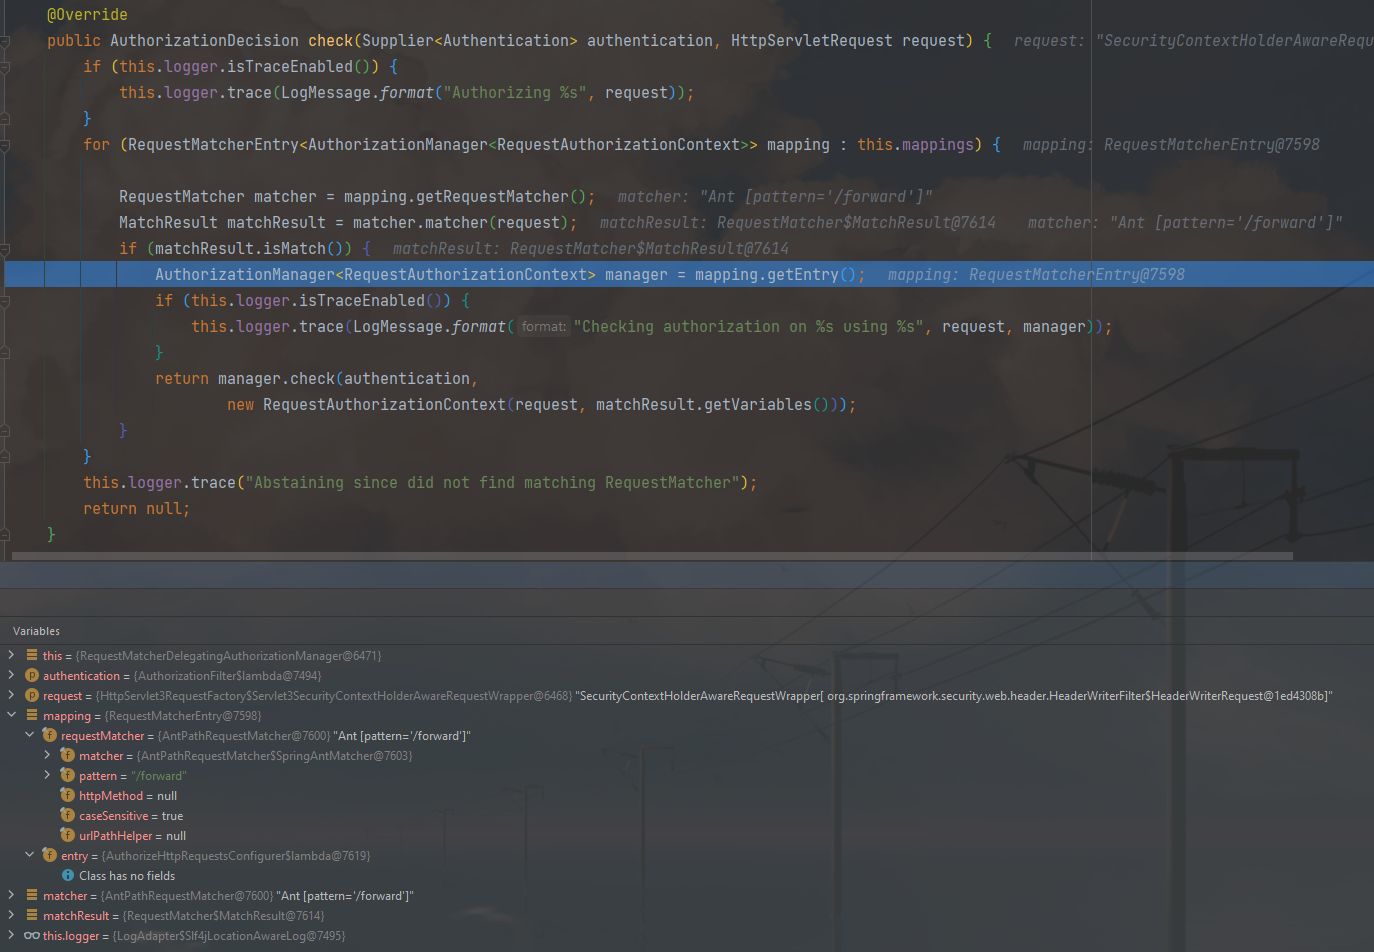 @Override
public AuthorizationDecision check(Supplier<Authentication> authentication, HttpServletRequest request) { request: "SecurityContextHolderAwareRequ
if (this.logger.isTraceEnabled()) {
this.logger.trace(LogMessage.format("Authorizing %s", request));
}
for (RequestMatcherEntry<AuthorizationManager<RequestAuthorizationContext>> mapping : this.mappings) { mapping: RequestMatcherEntry@7598
RequestMatcher matcher = mapping.getRequestMatcher(); matcher: "Ant [pattern='/forward']"
MatchResult matchResult = matcher.matcher(request); matchResult: RequestMatcher$MatchResult@7614 matcher: "Ant [pattern='/forward']"
if (matchResult.isMatch()) { matchResult: RequestMatcher$MatchResult@7614
AuthorizationManager<RequestAuthorizationContext> manager = mapping.getEntry(); mapping: RequestMatcherEntry@7598
if (this.logger.isTraceEnabled()) {
this.logger.trace(LogMessage.format( format: "Checking authorization on %s using %s", request, manager));
}
return manager.check(authentication,
new RequestAuthorizationContext(request, matchResult.getVariables()));
}
}
this.logger.trace("Abstaining since did not find matching RequestMatcher");
return null;
}
Variables
this = {RequestMatcherDelegatingAuthorizationManager@6471}
authentication = {AuthorizationFilter$lambda@7494}
request = {HttpServlet3RequestFactory$Servlet3SecurityContextHolderAwareRequestWrapper@6468} "SecurityContextHolderAwareRequestWrapper[ org.springframework.security.web.header.HeaderWriterFilter$HeaderWriterRequest@1ed4308b]"
mapping = {RequestMatcherEntry@7598}
requestMatcher = {AntPathRequestMatcher@7600} "Ant [pattern='/forward']"
matcher = {AntPathRequestMatcher$SpringAntMatcher@7603}
pattern = "/forward"
httpMethod = null
caseSensitive = true
urlPathHelper = null
entry = {AuthorizeHttpRequestsConfigurer$lambda@7619}
Class has no fields
matcher = {AntPathRequestMatcher@7600} "Ant [pattern='/forward']"
matchResult = {RequestMatcher$MatchResult@7614}
this.logger = {LogAdapter$Slf4jLocationAwareLog@7495}